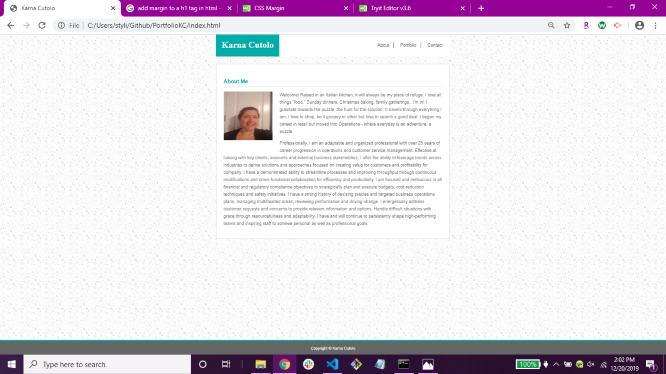 Karna Cutolo
add margin to a h1 tag in html -
CSS Margin
Tryit Editor v3.6
File | C:/Users/styli/Github/PortfolioKC/index.html
Karna Cutolo
About | Portfolio | Contact
About Me
Welcome! Raised in an Italian kitchen, it will always be my place of refuge. I love all
things "food." Sunday dinners, Christmas baking, family gatherings...I'm in! I
gravitate towards the puzzle, the hunt for the solution. It travels through everything I
am. I love to shop, be it grocery or other but love to search a good deal. I began my
career in retail but moved into Operations - where everyday is an adventure, a
puzzle.
Professionally, I am an adaptable and organized professional with over 25 years of
career progression in operations and customer service management. Effective at
liaising with key clients, accounts and external business stakeholders, I offer the ability to leverage trends across
industries to derive solutions and approaches focused on creating value for customers and profitability for
company. I have a demonstrated ability to streamline processes and improving throughput through continuous
modifications and cross-functional collaboration for efficiency and productivity. I am focused and meticulous in all
financial and regulatory compliance objectives to strategically plan and execute budgets, cost-reduction
techniques and safety initiatives. I have a strong history of devising precise and targeted business operations
plans, managing multifaceted areas, reviewing performance and driving change. I energetically address
customer requests and concerns to provide relevant information and options. Handle difficult situations with
grace through resourcefulness and adaptability. I have and will continue to persistently shape high-performing
teams and inspiring staff to achieve personal as well as professional goals.
Copyright © Karna Cutolo
Type here to search
100%
2:02 PM
12/20/2019